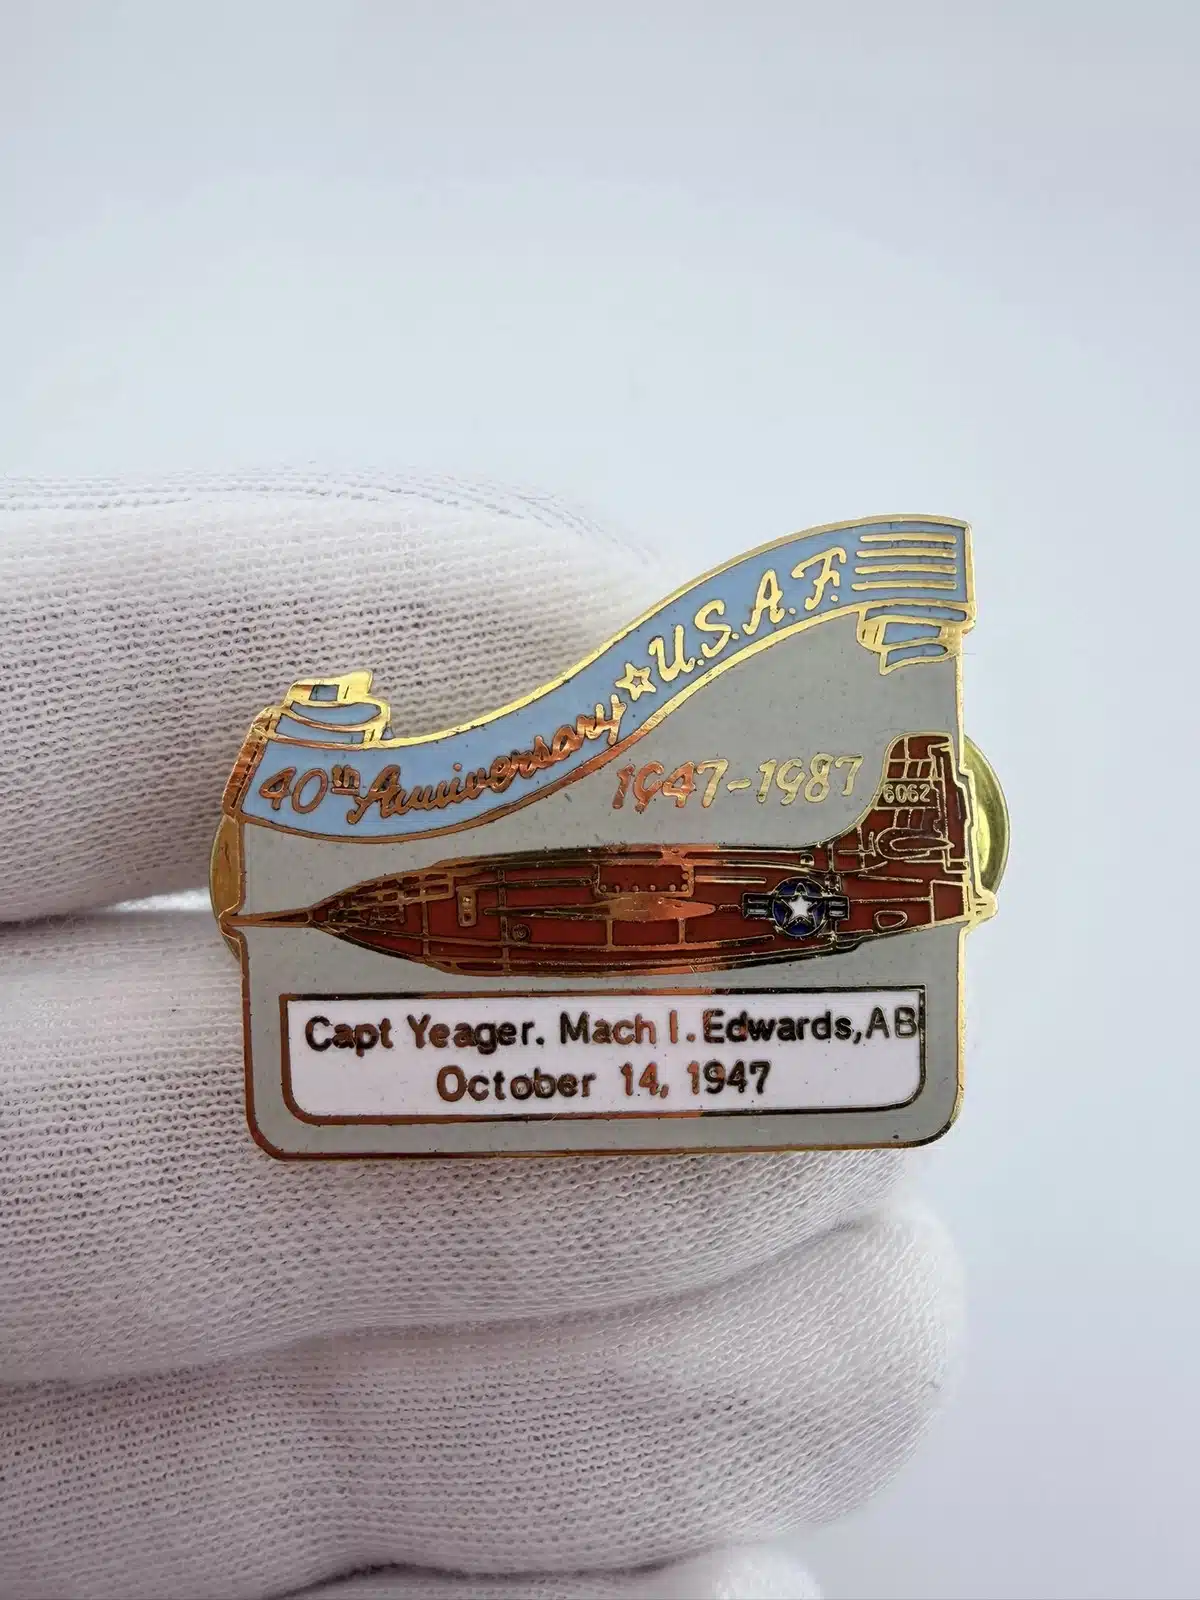 40th Anniversary ☆ U.S.A.F.
1947-1987
6062
Capt Yeager. Mach I. Edwards, AB
October 14, 1947